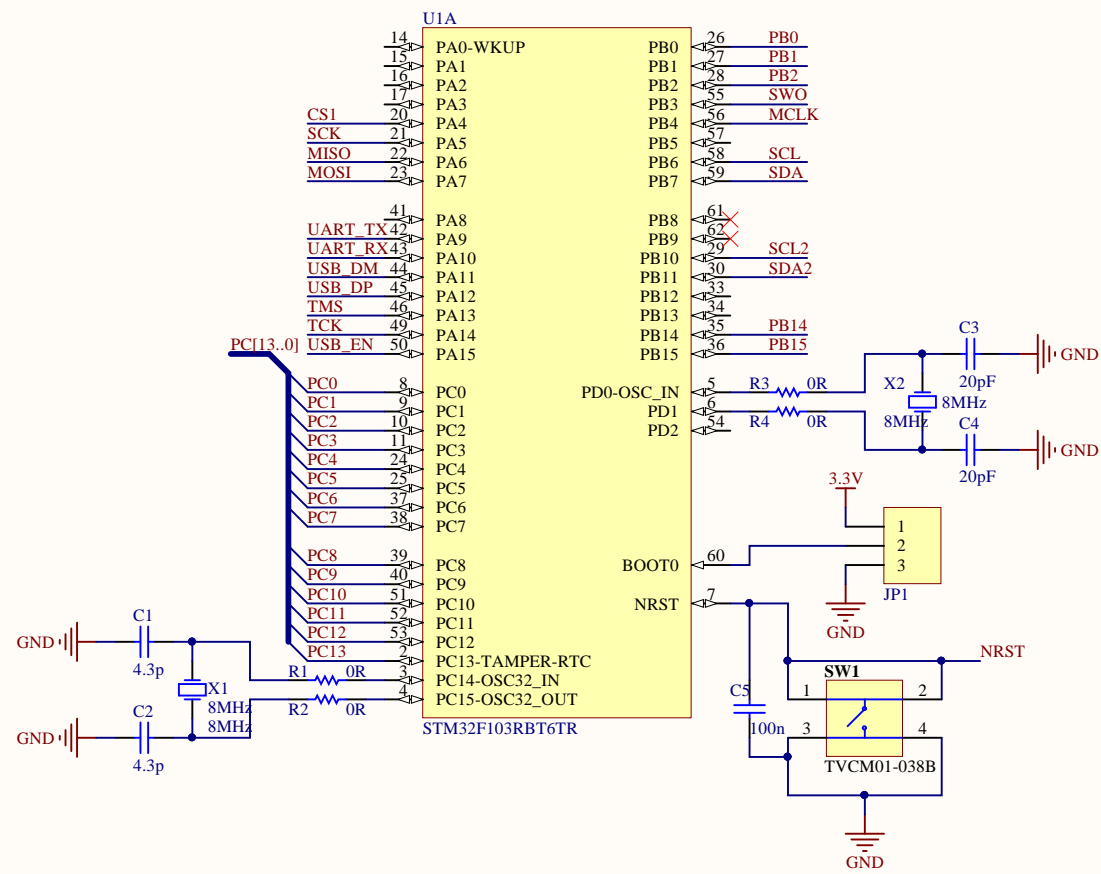 U1A
14 PA0-WKUP
15 PA1
16 PA2
17 PA3
CS1 20 PA4
SCK 21 PA5
MISO 22 PA6
MOSI 23 PA7
41 PA8
UART_TX 42 PA9
UART_RX 43 PA10
USB_DM 44 PA11
USB_DP 45 PA12
TMS 46 PA13
TCK 49 PA14
USB_EN 50 PA15
PC[13..0]
PC0 8 PC0
PC1 9 PC1
PC2 10 PC2
PC3 11 PC3
PC4 24 PC4
PC5 25 PC5
PC6 37 PC6
PC7 38 PC7
PC8 39 PC8
PC9 40 PC9
PC10 51 PC10
PC11 52 PC11
PC12 53 PC12
PC13 2 PC13-TAMPER-RTC
3 PC14-OSC32_IN
4 PC15-OSC32_OUT
STM32F103RBT6TR
PB0 26 PB0
PB1 27 PB1
PB2 28 PB2
PB3 55 SWO
PB4 56 MCLK
PB5 57
PB6 58 SCL
PB7 59 SDA
PB8 61
PB9 62
PB10 29 SCL2
PB11 30 SDA2
PB12 33
PB13 34
PB14 35 PB14
PB15 36 PB15
PD0-OSC_IN 5
PD1 6
PD2 54
BOOT0 60
NRST 7
R3 0R
R4 0R
X2
8MHz
8MHz
C3
20pF
GND
C4
20pF
GND
3.3V
1
2
3
JP1
GND
NRST
SW1
1 2
3 4
TVCM01-038B
C5
100n
GND
C1
4.3p
GND
X1
8MHz
8MHz
C2
4.3p
GND
R1 0R
R2 0R